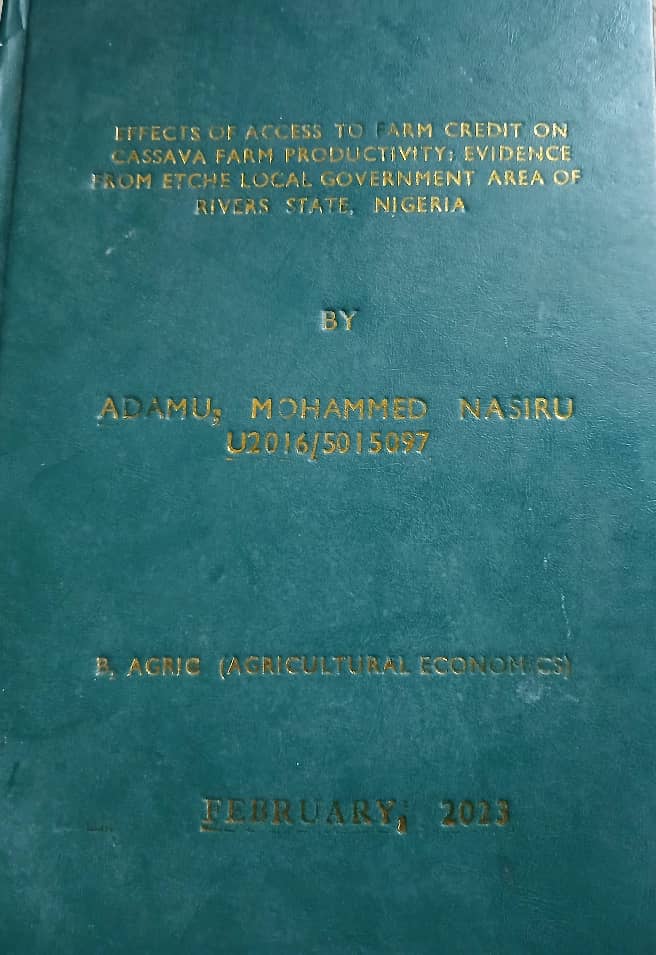 EFFECTS OF ACCESS TO FARM CREDIT ON
CASSAVA FARM PRODUCTIVITY; EVIDENCE
FROM ETCHE LOCAL GOVERNMENT AREA OF
RIVERS STATE, NIGERIA
BY
ADAMU, MOHAMMED NASIRU
U2016/5015097
B. AGRIC (AGRICULTURAL ECONOMICS)
FEBRUARY, 2023